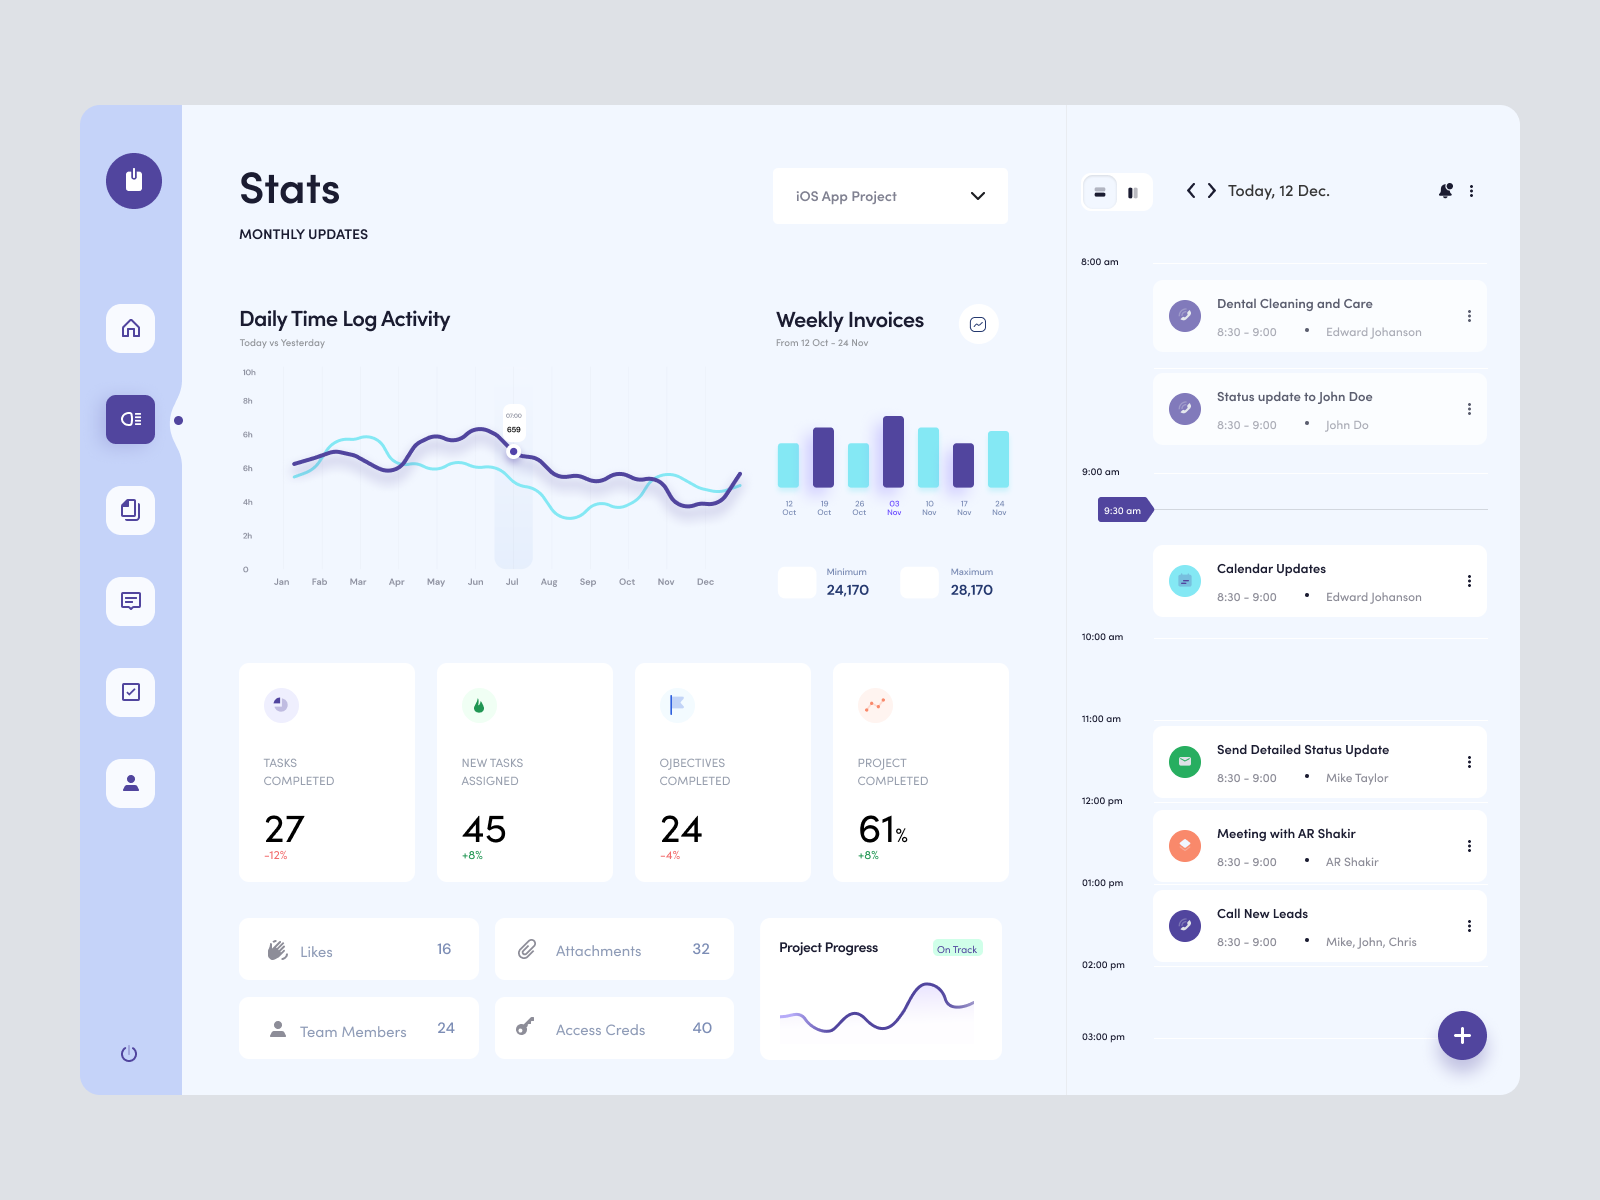 Stats
MONTHLY UPDATES
iOS App Project
Daily Time Log Activity
Today vs Yesterday
10h
8h
6h
6h
4h
2h
0
07:00
659
Jan Fab Mar Apr May Jun Jul Aug Sep Oct Nov Dec
Weekly Invoices
From 12 Oct - 24 Nov
12 19 26 03 10 17 24
Oct Oct Oct Nov Nov Nov Nov
Minimum
24,170
Maximum
28,170
TASKS
COMPLETED
27
-12%
NEW TASKS
ASSIGNED
45
+8%
OJBECTIVES
COMPLETED
24
-4%
PROJECT
COMPLETED
61%
+8%
Likes 16
Attachments 32
Team Members 24
Access Creds 40
Project Progress
On Track
Today, 12 Dec.
8:00 am
Dental Cleaning and Care
8:30 - 9:00 • Edward Johanson
Status update to John Doe
8:30 - 9:00 • John Do
9:00 am
9:30 am
Calendar Updates
8:30 - 9:00 • Edward Johanson
10:00 am
11:00 am
Send Detailed Status Update
8:30 - 9:00 • Mike Taylor
12:00 pm
Meeting with AR Shakir
8:30 - 9:00 • AR Shakir
01:00 pm
Call New Leads
8:30 - 9:00 • Mike, John, Chris
02:00 pm
03:00 pm